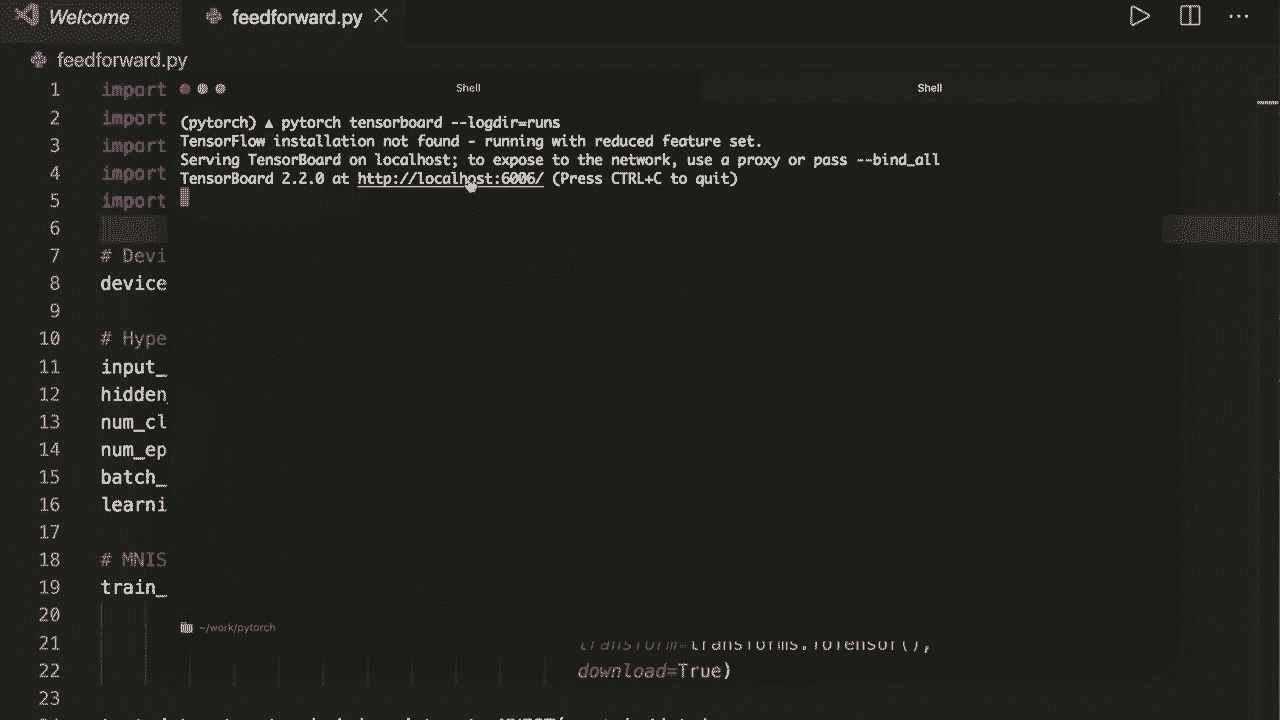 Welcome
feedforward.py
feedforward.py
1 import
2 import
3 import
4 import
5 import
6
7 # Devi
8 device
9
10 # Hype
11 input_
12 hidden
13 num_cl
14 num_ep
15 batch_
16 learni
17
18 # MNIS
19 train_
20
21 transform=transforms.ToTensor(),
22 download=True)
23
Shell
Shell
(pytorch) ▲ pytorch tensorboard --logdir=runs
TensorFlow installation not found - running with reduced feature set.
Serving TensorBoard on localhost; to expose to the network, use a proxy or pass --bind_all
TensorBoard 2.2.0 at http://localhost:6006/ (Press CTRL+C to quit)
~/work/pytorch